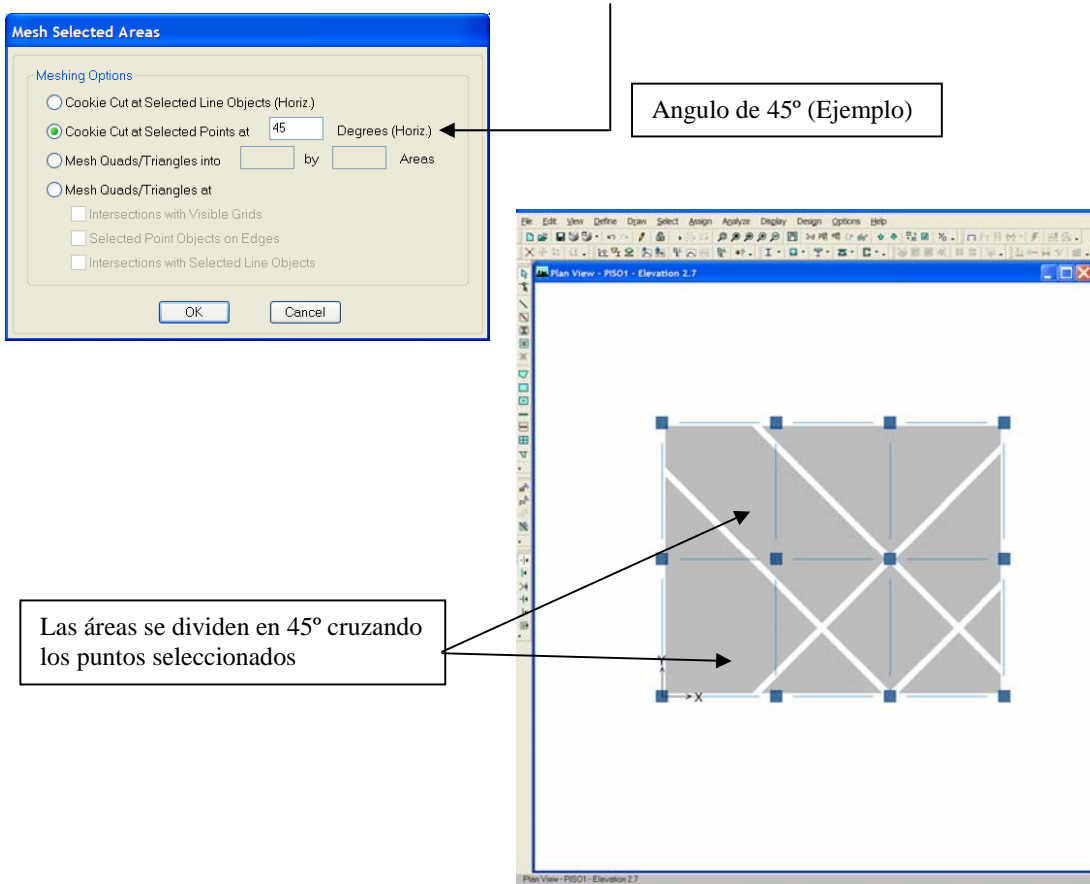 Mesh Selected Areas
Meshing Options
Cookie Cut at Selected Line Objects (Horiz.)
Cookie Cut at Selected Points at 45 Degrees (Horiz.)
Mesh Quads/Triangles into by Areas
Mesh Quads/Triangles at
Intersections with Visible Grids
Selected Point Objects on Edges
Intersections with Selected Line Objects
OK Cancel
Angulo de 45º (Ejemplo)
File Edit View Define Draw Select Assign Analyze Display Design Options Help
Plan View - PISO1 - Elevation 2.7
Las áreas se dividen en 45º cruzando
los puntos seleccionados
Y
X
Plan View - PISO1 - Elevation 2.7